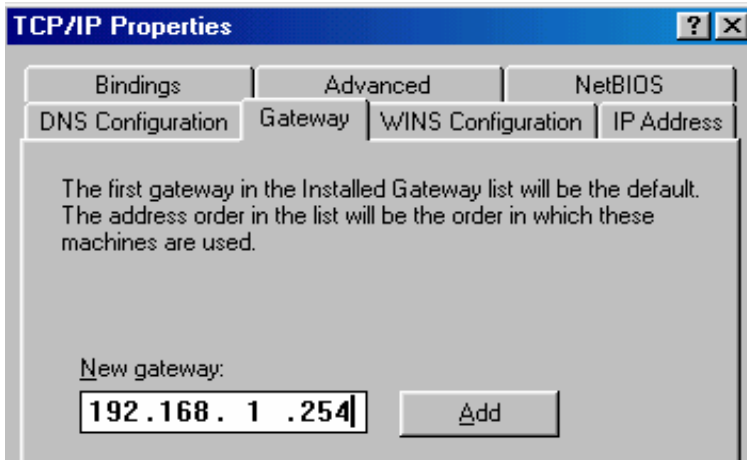 TCP/IP Properties ? ×
Bindings Advanced NetBIOS
DNS Configuration Gateway WINS Configuration IP Address
The first gateway in the Installed Gateway list will be the default.
The address order in the list will be the order in which these
machines are used.
New gateway:
192.168. 1 .254 Add